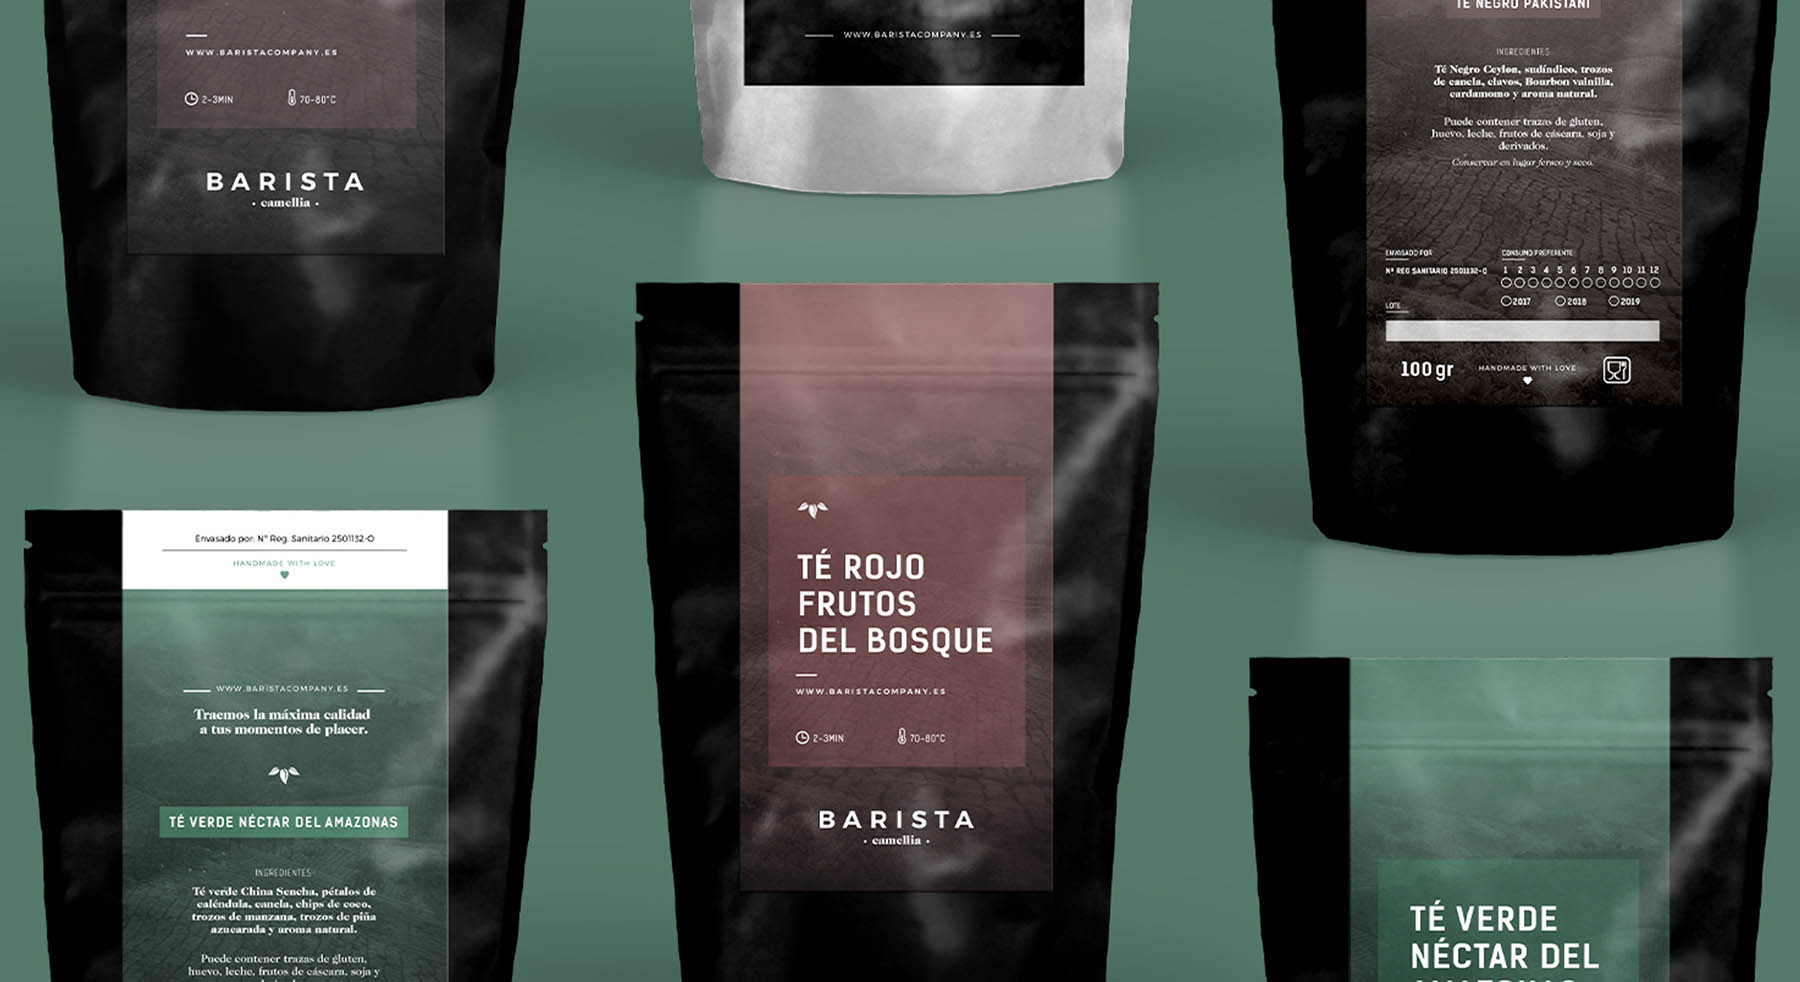 WWW.BARISTACOMPANY.ES
2-3MIN
70-80°C
BARISTA
· camellia ·
WWW.BARISTACOMPANY.ES
TÉ NEGRO PAKISTANI
INGREDIENTES
Té Negro Ceylon, sudíndico, trozos
de canela, clavos, Bourbon vainilla,
cardamomo y aroma natural.
Puede contener trazas de gluten,
huevo, leche, frutos de cáscara, soja y
derivados.
Conservar en lugar fersco y seco.
ENVASADO POR
Nº REG SANITARIO 2501132-O
CONSUMO PREFERENTE
1 2 3 4 5 6 7 8 9 10 11 12
2017 2018 2019
LOTE
100 gr
HANDMADE WITH LOVE
Envasado por: Nº Reg. Sanitario 2501132-O
HANDMADE WITH LOVE
WWW.BARISTACOMPANY.ES
Traemos la máxima calidad
a tus momentos de placer.
TÉ VERDE NÉCTAR DEL AMAZONAS
INGREDIENTES
Té verde China Sencha, pétalos de
caléndula, canela, chips de coco,
trozos de manzana, trozos de piña
azucarada y aroma natural.
Puede contener trazas de gluten,
huevo, leche, frutos de cáscara, soja y
TÉ ROJO
FRUTOS
DEL BOSQUE
WWW.BARISTACOMPANY.ES
2-3MIN
70-80°C
BARISTA
· camellia ·
TÉ VERDE
NÉCTAR DEL